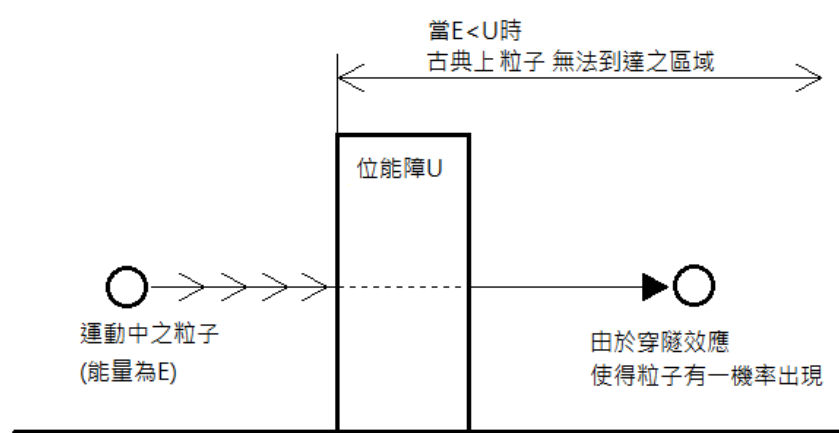 當E<U時
古典上 粒子 無法到達之區域
位能障U
運動中之粒子
(能量為E)
由於穿隧效應
使得粒子有一機率出現